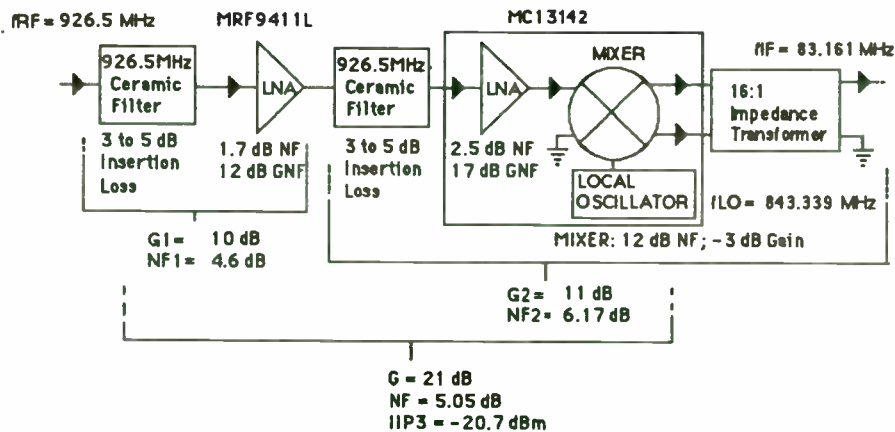 fRF = 926.5 MHz
MRF9411L
MC13142
926.5MHz
Ceramic
Filter
LNA
926.5MHz
Ceramic
Filter
LNA
MIXER
fIF = 83.161 MHz
16:1
Impedance
Transformer
3 to 5 dB
Insertion
Loss
1.7 dB NF
12 dB GNF
3 to 5 dB
Insertion
Loss
2.5 dB NF
17 dB GNF
LOCAL
OSCILLATOR
fLO = 843.339 MHz
MIXER: 12 dB NF; -3 dB Gain
G1= 10 dB
NF1= 4.6 dB
G2= 11 dB
NF2= 6.17 dB
G = 21 dB
NF = 5.05 dB
IIP3 = -20.7 dBm